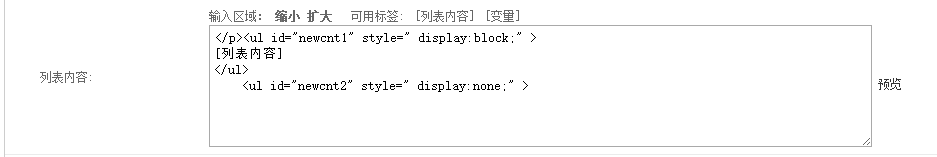 输入区域: 缩小 扩大 可用标签: [列表内容] [变量]
</p><ul id="newcnt1" style=" display:block;" >
[列表内容]
</ul>
<ul id="newcnt2" style=" display:none;" >
列表内容:
预览